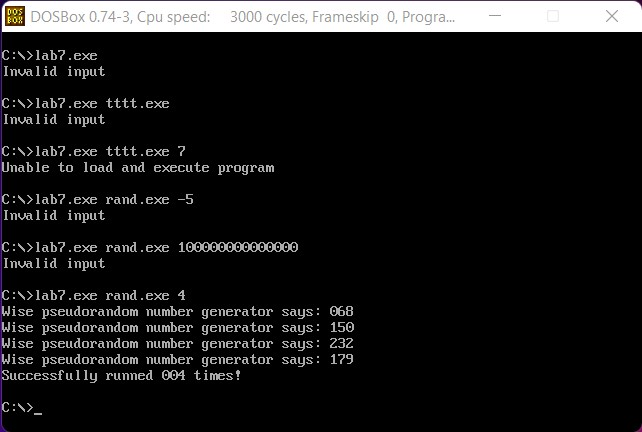 DOS BOX
DOSBox 0.74-3, Cpu speed: 3000 cycles, Frameskip 0, Progra...
C:\>lab7.exe
Invalid input
C:\>lab7.exe tttt.exe
Invalid input
C:\>lab7.exe tttt.exe 7
Unable to load and execute program
C:\>lab7.exe rand.exe -5
Invalid input
C:\>lab7.exe rand.exe 100000000000000
Invalid input
C:\>lab7.exe rand.exe 4
Wise pseudorandom number generator says: 068
Wise pseudorandom number generator says: 150
Wise pseudorandom number generator says: 232
Wise pseudorandom number generator says: 179
Successfully runned 004 times!
C:\>_